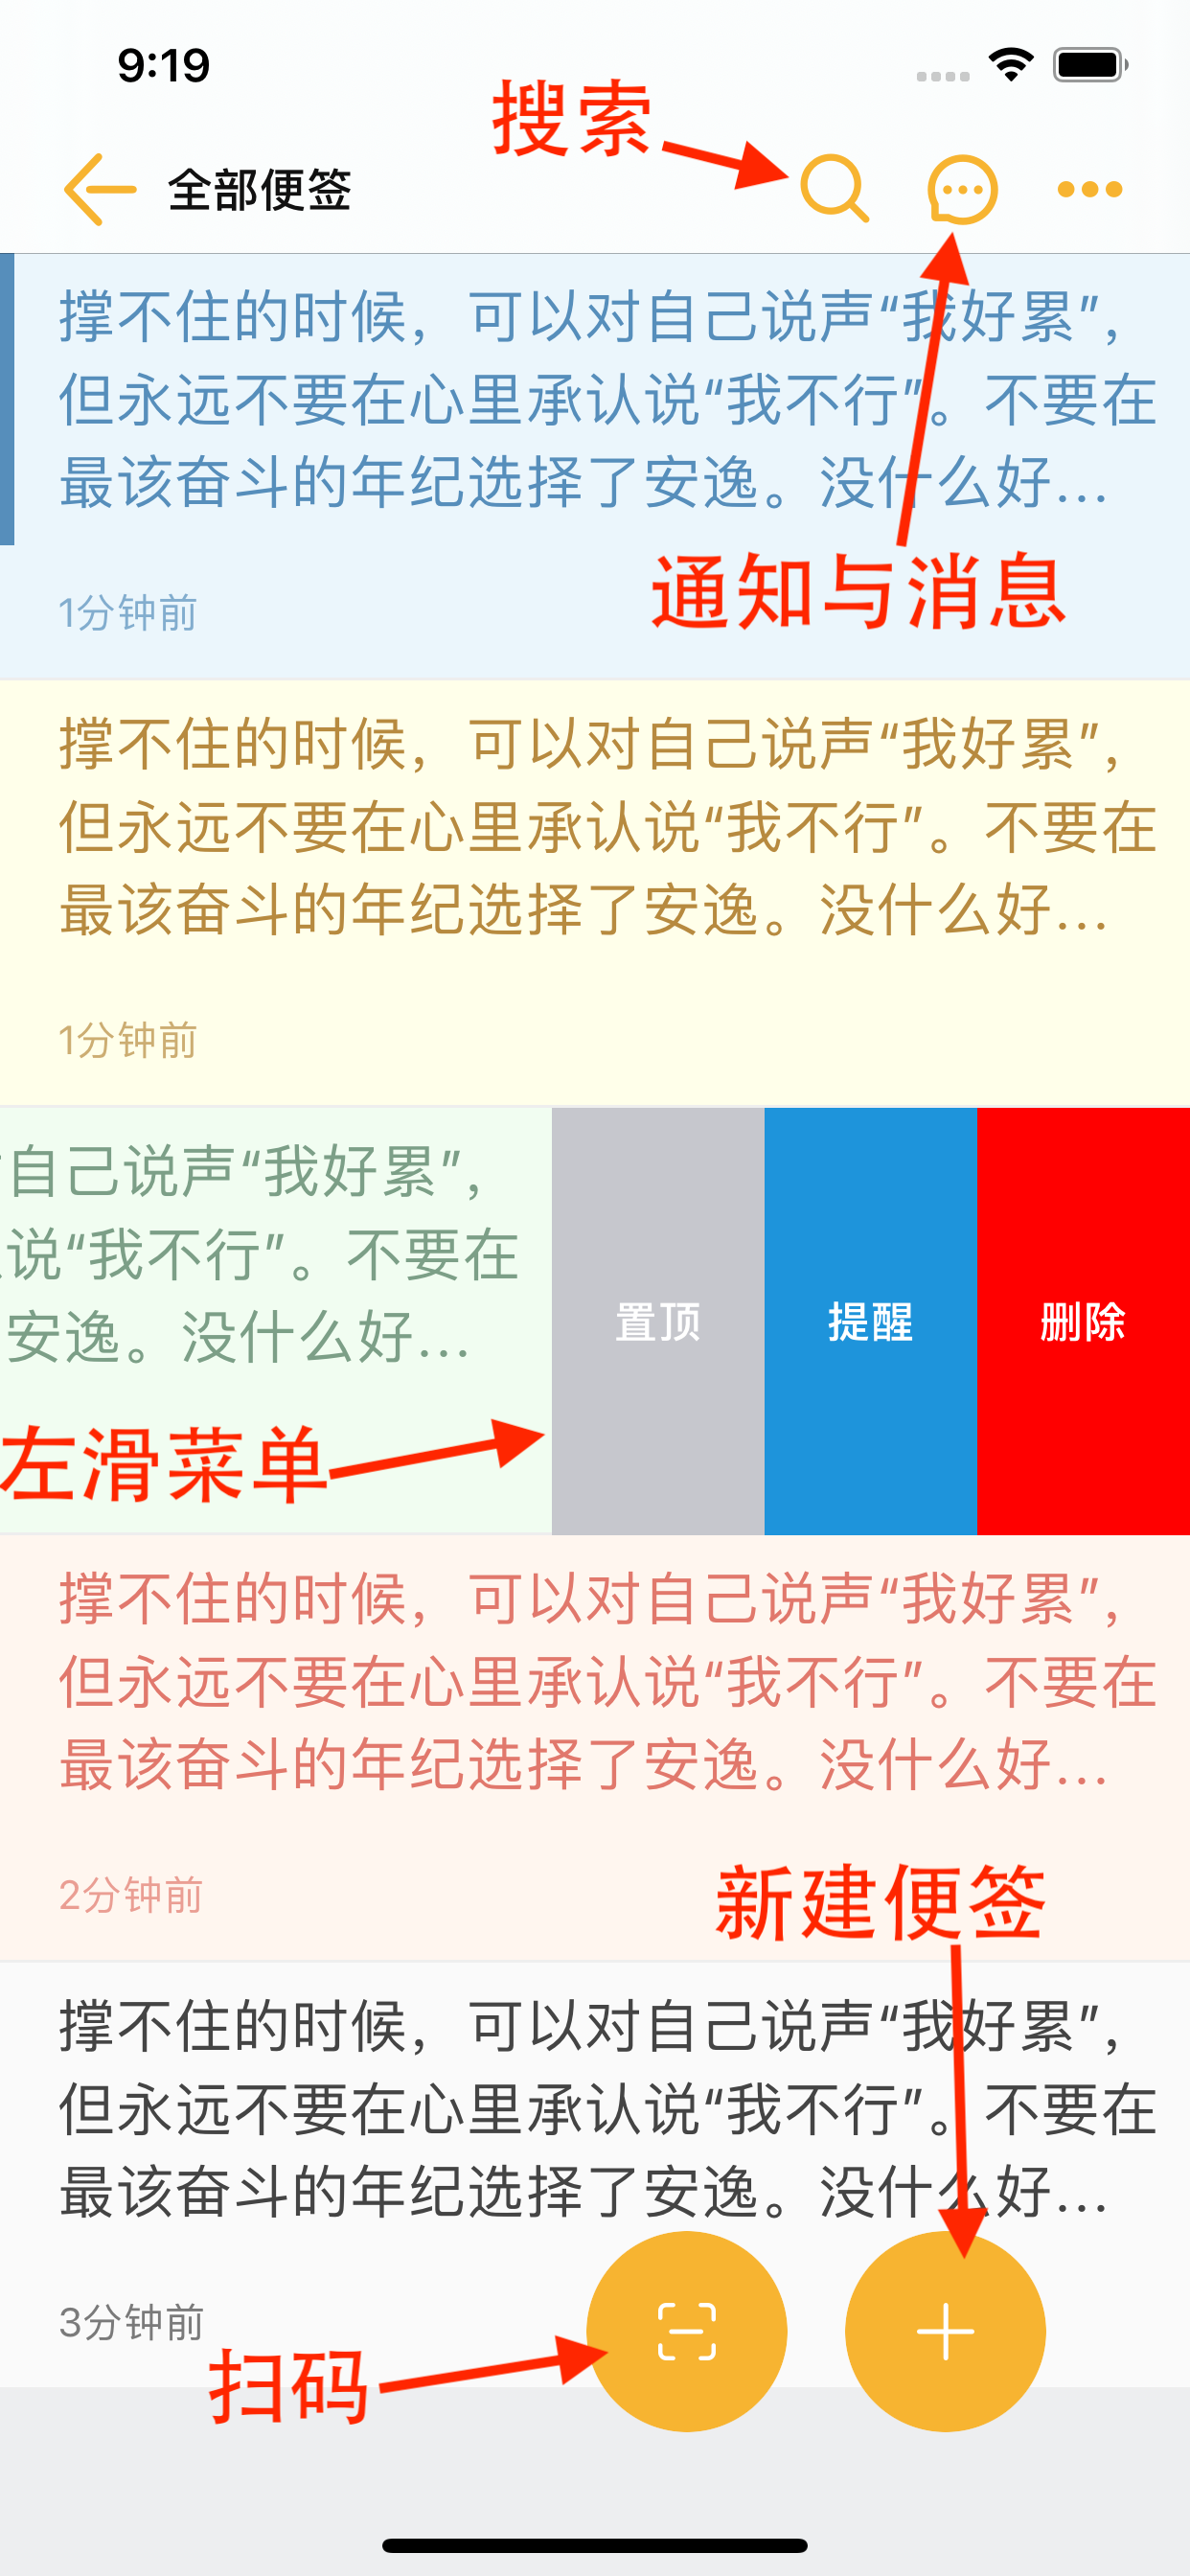 9:19
搜索
全部便签
撑不住的时候，可以对自己说声“我好累”，
但永远不要在心里承认说“我不行”。不要在
最该奋斗的年纪选择了安逸。没什么好...
通知与消息
1分钟前
撑不住的时候，可以对自己说声“我好累”，
但永远不要在心里承认说“我不行”。不要在
最该奋斗的年纪选择了安逸。没什么好...
1分钟前
自己说声“我好累”，
说“我不行”。不要在
安逸。没什么好...
置顶
提醒
删除
左滑菜单
撑不住的时候，可以对自己说声“我好累”，
但永远不要在心里承认说“我不行”。不要在
最该奋斗的年纪选择了安逸。没什么好...
2分钟前
新建便签
撑不住的时候，可以对自己说声“我好累”，
但永远不要在心里承认说“我不行”。不要在
最该奋斗的年纪选择了安逸。没什么好...
3分钟前
扫码